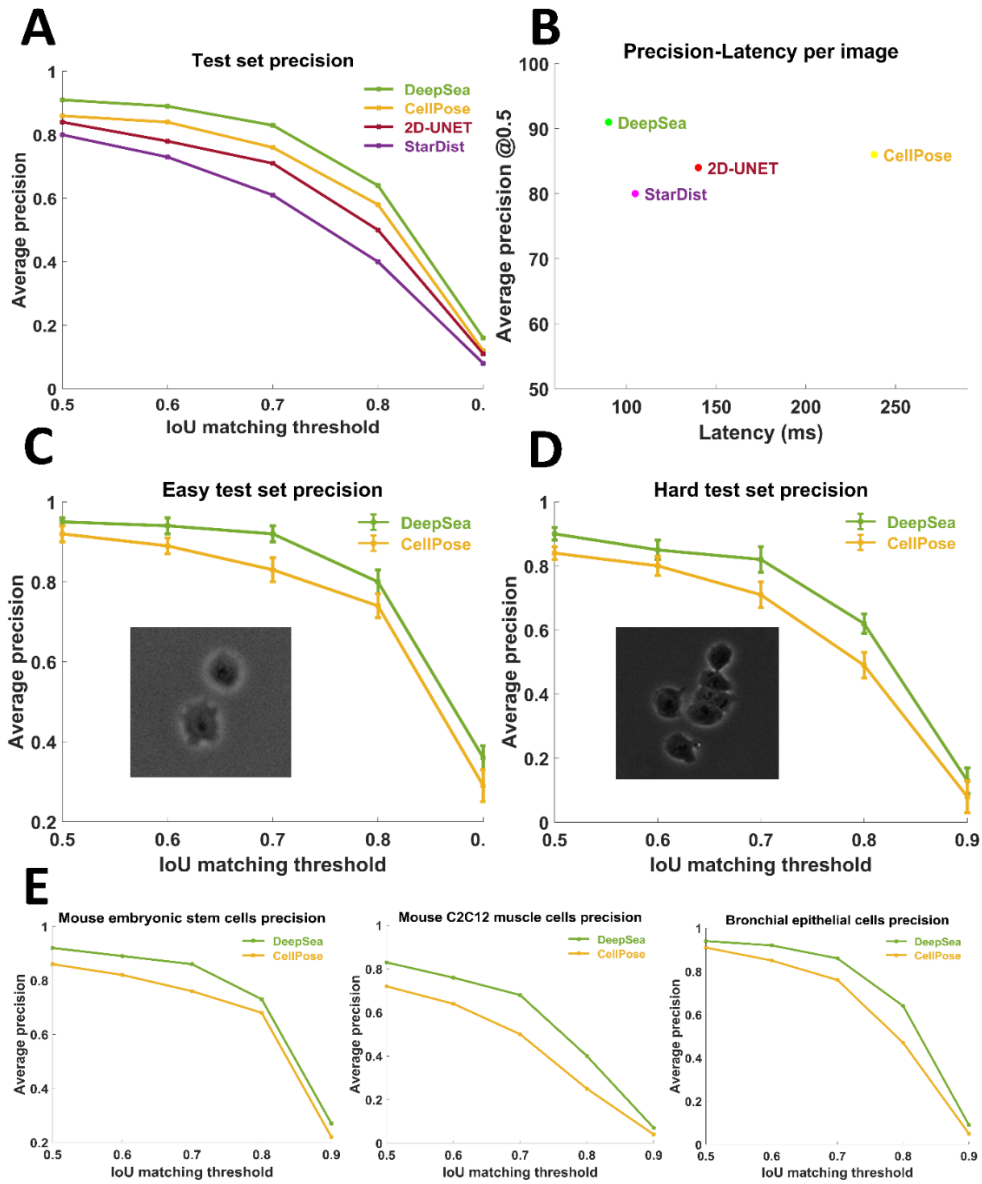 A
Test set precision
DeepSea
CellPose
2D-UNET
StarDist
Average precision
1
0.8
0.6
0.4
0.2
0
0.5 0.6 0.7 0.8 0.
IoU matching threshold
B
Precision-Latency per image
Average precision @0.5
100
90
80
70
60
50
DeepSea
2D-UNET
CellPose
StarDist
100 150 200 250
Latency (ms)
C
Easy test set precision
DeepSea
CellPose
Average precision
1
0.8
0.6
0.4
0.2
0.5 0.6 0.7 0.8 0.
IoU matching threshold
D
Hard test set precision
DeepSea
CellPose
Average precision
1
0.8
0.6
0.4
0.2
0
0.5 0.6 0.7 0.8 0.9
IoU matching threshold
E
Mouse embryonic stem cells precision
DeepSea
CellPose
Average precision
1
0.8
0.6
0.4
0.2
0.5 0.6 0.7 0.8 0.9
IoU matching threshold
Mouse C2C12 muscle cells precision
DeepSea
CellPose
Average precision
1
0.8
0.6
0.4
0.2
0
0.5 0.6 0.7 0.8 0.9
IoU matching threshold
Bronchial epithelial cells precision
DeepSea
CellPose
Average precision
1
0.8
0.6
0.4
0.2
0
0.5 0.6 0.7 0.8 0.9
IoU matching threshold